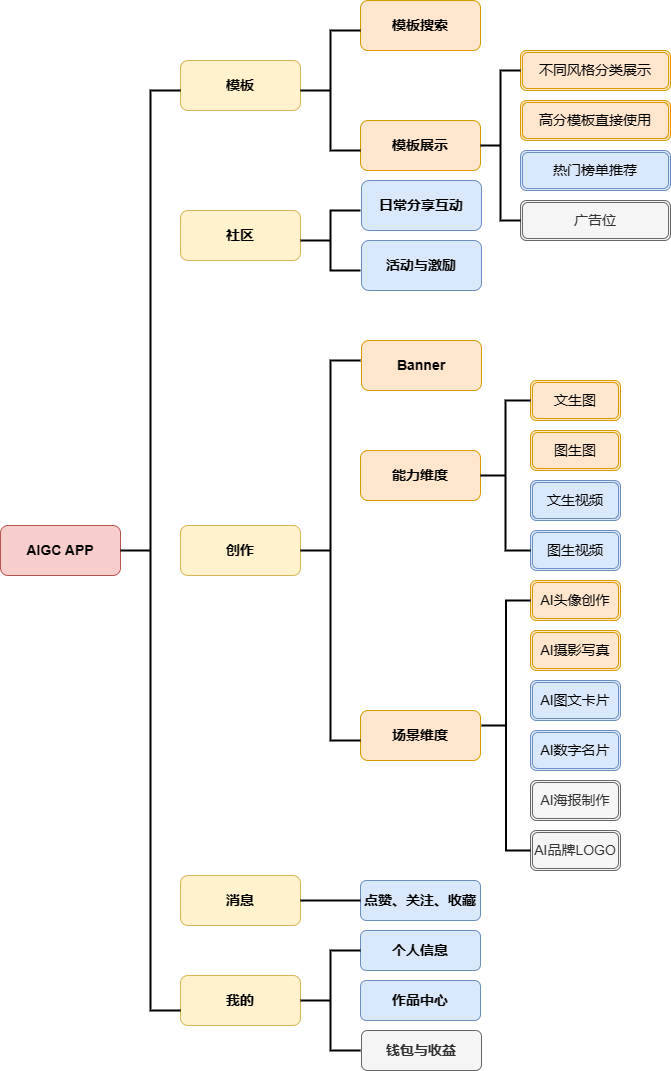 AIGC APP
模板
模板搜索
模板展示
不同风格分类展示
高分模板直接使用
热门榜单推荐
广告位
社区
日常分享互动
活动与激励
创作
Banner
能力维度
文生图
图生图
文生视频
图生视频
场景维度
AI头像创作
AI摄影写真
AI图文卡片
AI数字名片
AI海报制作
AI品牌LOGO
消息
点赞、关注、收藏
我的
个人信息
作品中心
钱包与收益